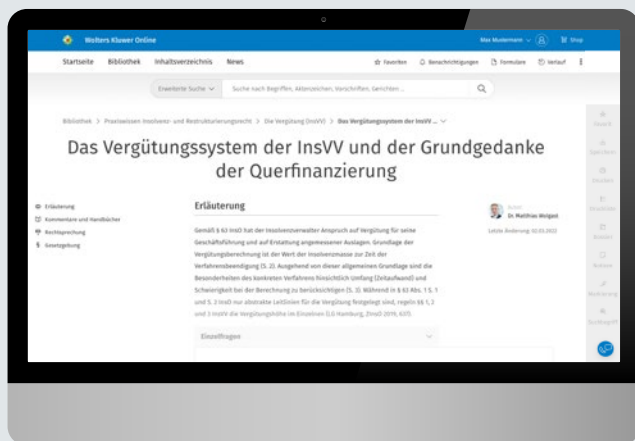 Wolters Kluwer Online
Max Mustermann
Shop
Startseite Bibliothek Inhaltsverzeichnis News
Favoriten Benachrichtigungen Formulare Verlauf
Erweiterte Suche Suche nach Begriffen, Aktenzeichen, Vorschriften, Gerichten ...
Bibliothek > Praxiswissen Insolvenz- und Restrukturierungsrecht > Die Vergütung (InsVV) > Das Vergütungssystem der InsVV ...
Das Vergütungssystem der InsVV und der Grundgedanke
der Querfinanzierung
Erläuterung
Kommentare und Handbücher
Rechtsprechung
Gesetzgebung
Erläuterung
Gemäß § 63 InsO hat der Insolvenzverwalter Anspruch auf Vergütung für seine
Geschäftsführung und auf Erstattung angemessener Auslagen. Grundlage der
Vergütungsberechnung ist der Wert der Insolvenzmasse zur Zeit der
Verfahrensbeendigung (S. 2). Ausgehend von dieser allgemeinen Grundlage sind die
Besonderheiten des konkreten Verfahrens hinsichtlich Umfang (Zeitaufwand) und
Schwierigkeit bei der Berechnung zu berücksichtigen (S. 3). Während in § 63 Abs. 1 S. 1
und S. 2 InsO nur abstrakte Leitlinien für die Vergütung festgelegt sind, regeln §§ 1, 2
und 3 InsVV die Vergütungshöhe im Einzelnen (LG Hamburg, ZInsO 2019, 637).
Einzelfragen
Autor
Dr. Matthias Wolgast
Letzte Änderung: 02.03.2022
Speichern
Drucken